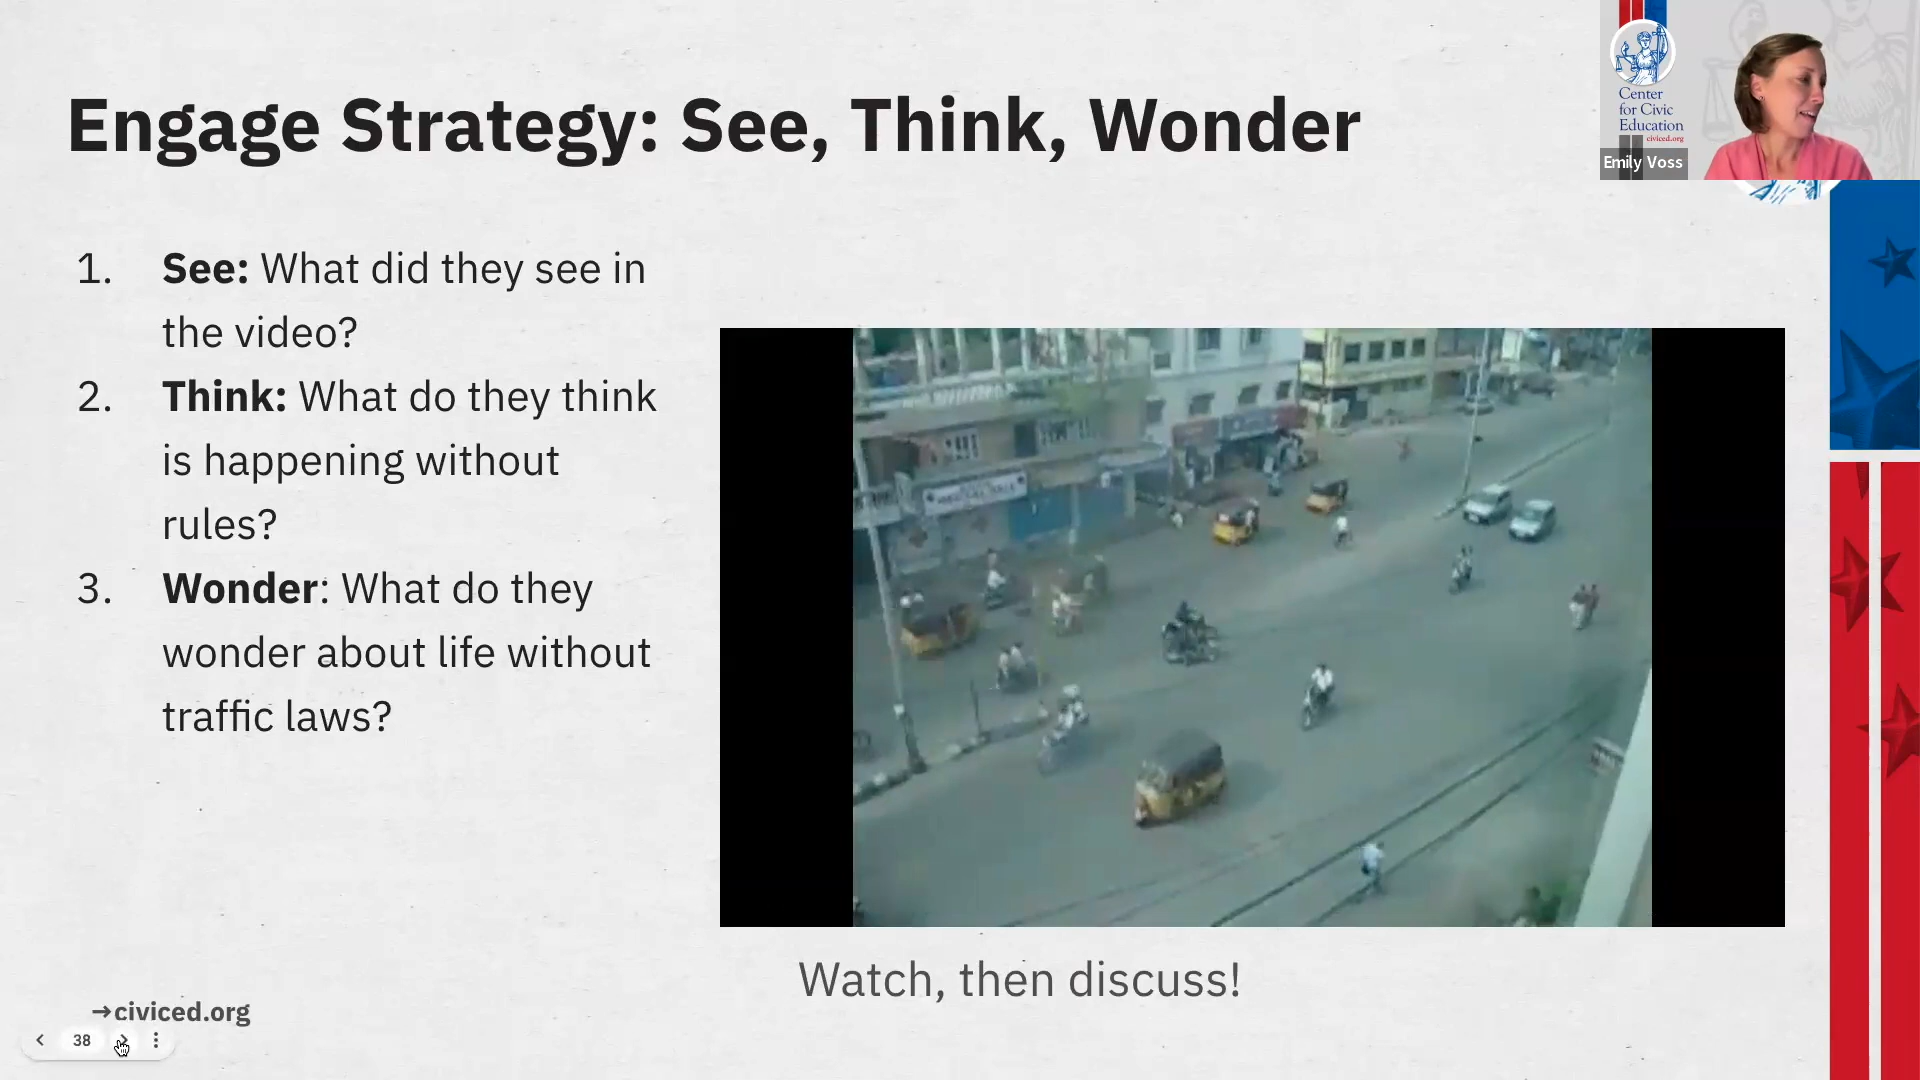 Engage Strategy: See, Think, Wonder
Center
for Civic
Education
civiced.org
Emily Voss
1. See: What did they see in
the video?
2. Think: What do they think
is happening without
rules?
3. Wonder: What do they
wonder about life without
traffic laws?
Watch, then discuss!
→civiced.org
38